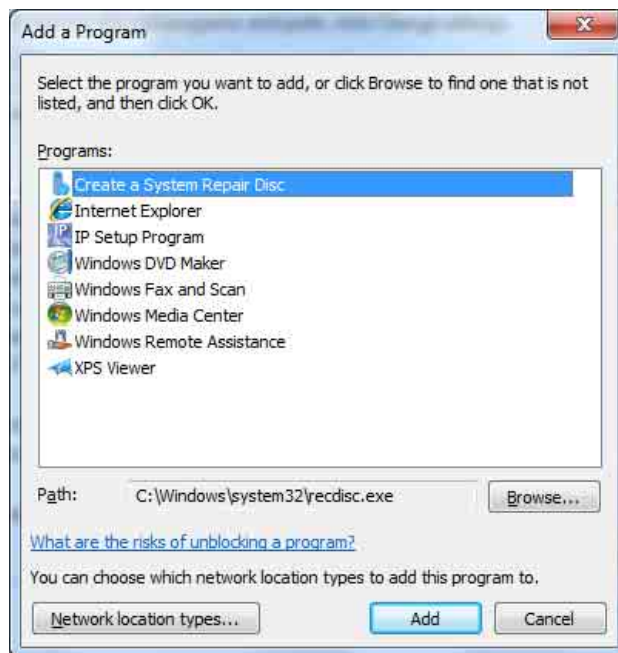 Add a Program
Select the program you want to add, or click Browse to find one that is not
listed, and then click OK.
Programs:
Create a System Repair Disc
Internet Explorer
IP Setup Program
Windows DVD Maker
Windows Fax and Scan
Windows Media Center
Windows Remote Assistance
XPS Viewer
Path: C:\Windows\system32\recdisc.exe Browse...
What are the risks of unblocking a program?
You can choose which network location types to add this program to.
Network location types... Add Cancel